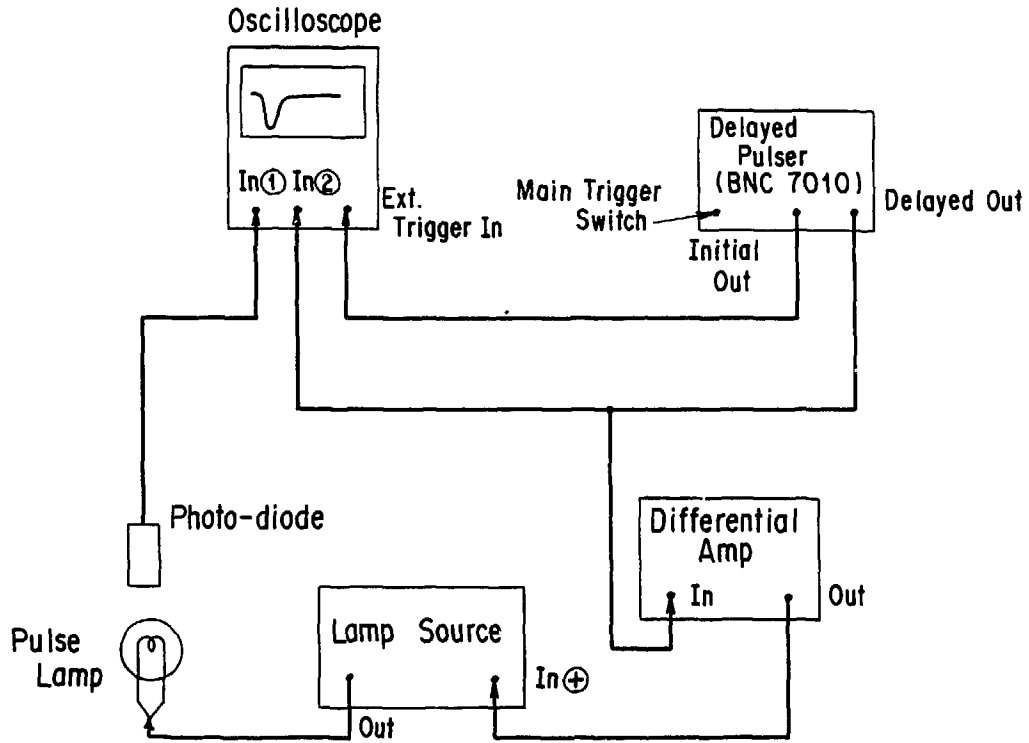 Oscilloscope
In① In②
Ext.
Trigger In
Delayed
Pulser
(BNC 7010)
Main Trigger
Switch
Delayed Out
Initial
Out
Photo-diode
Differential
Amp
In
Out
Pulse
Lamp
Lamp Source
In⊕
Out